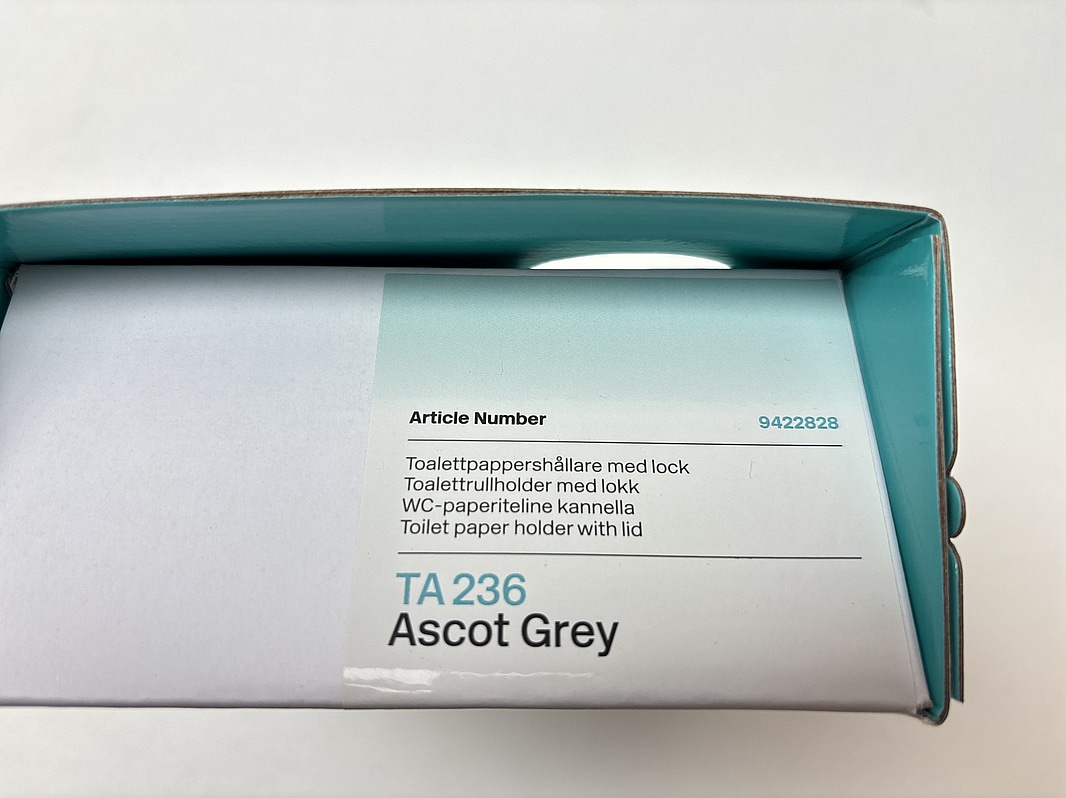 Article Number 9422828
Toalettpappershållare med lock
Toalettrullholder med lokk
WC-paperiteline kannella
Toilet paper holder with lid
TA 236
Ascot Grey